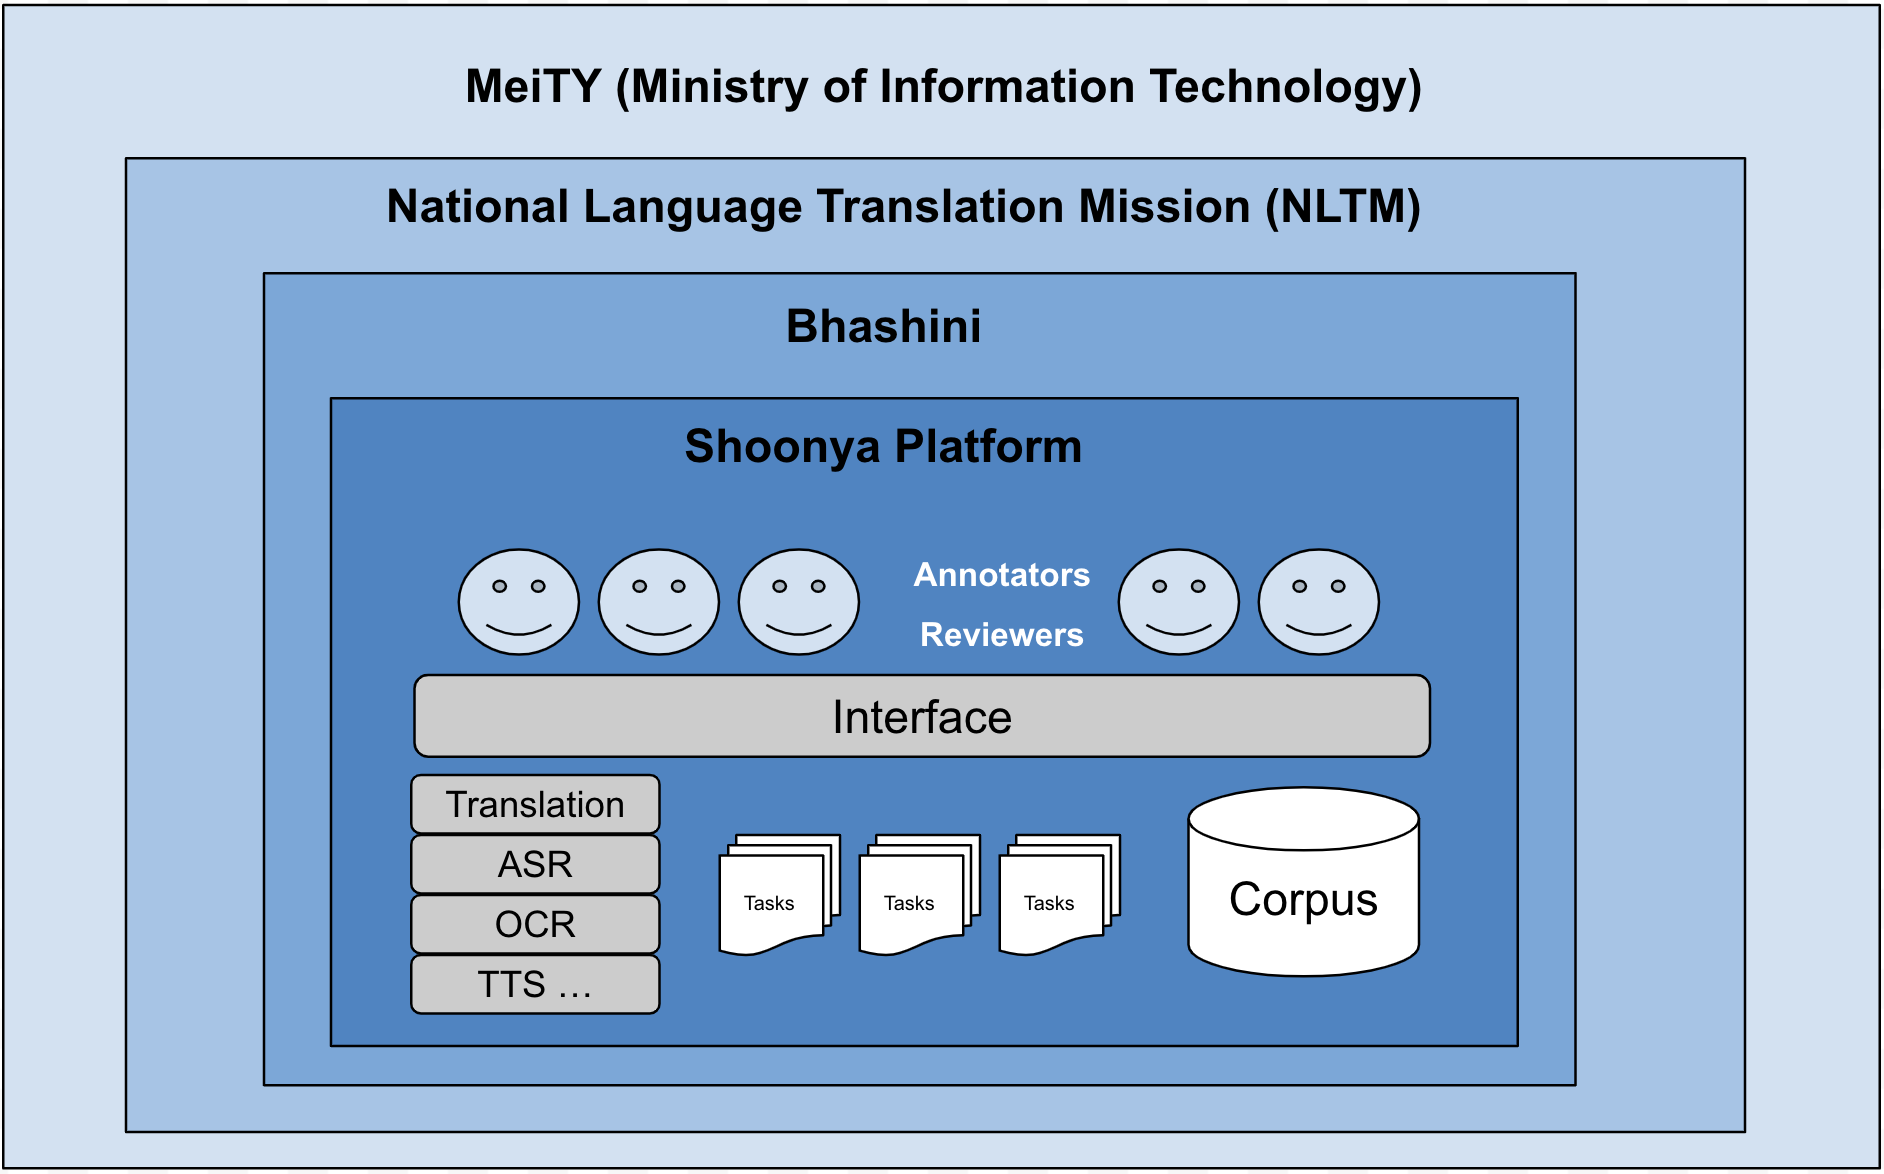 MeiTY (Ministry of Information Technology)
National Language Translation Mission (NLTM)
Bhashini
Shoonya Platform
Annotators
Reviewers
Interface
Translation
ASR
OCR
TTS …
Tasks
Tasks
Tasks
Corpus